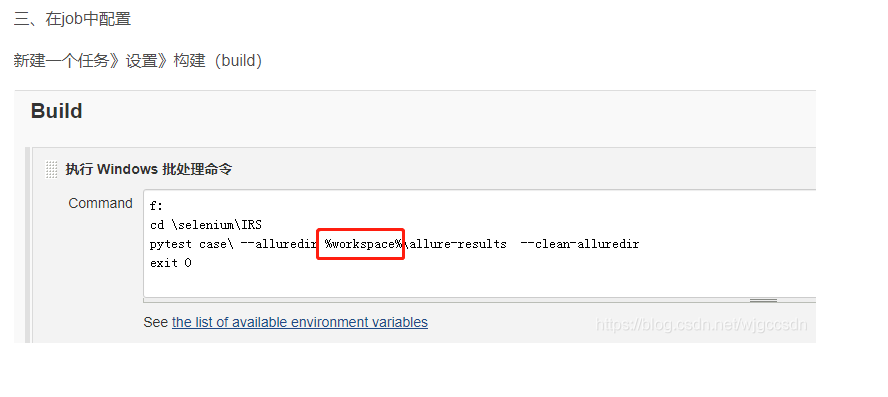 三、在job中配置
新建一个任务》设置》构建（build）
Build
执行 Windows 批处理命令
Command
f:
cd \selenium\IRS
pytest case\ --alluredir %workspace%\allure-results  --clean-alluredir
exit 0
See the list of available environment variables
https://blog.csdn.net/wjgccsdn